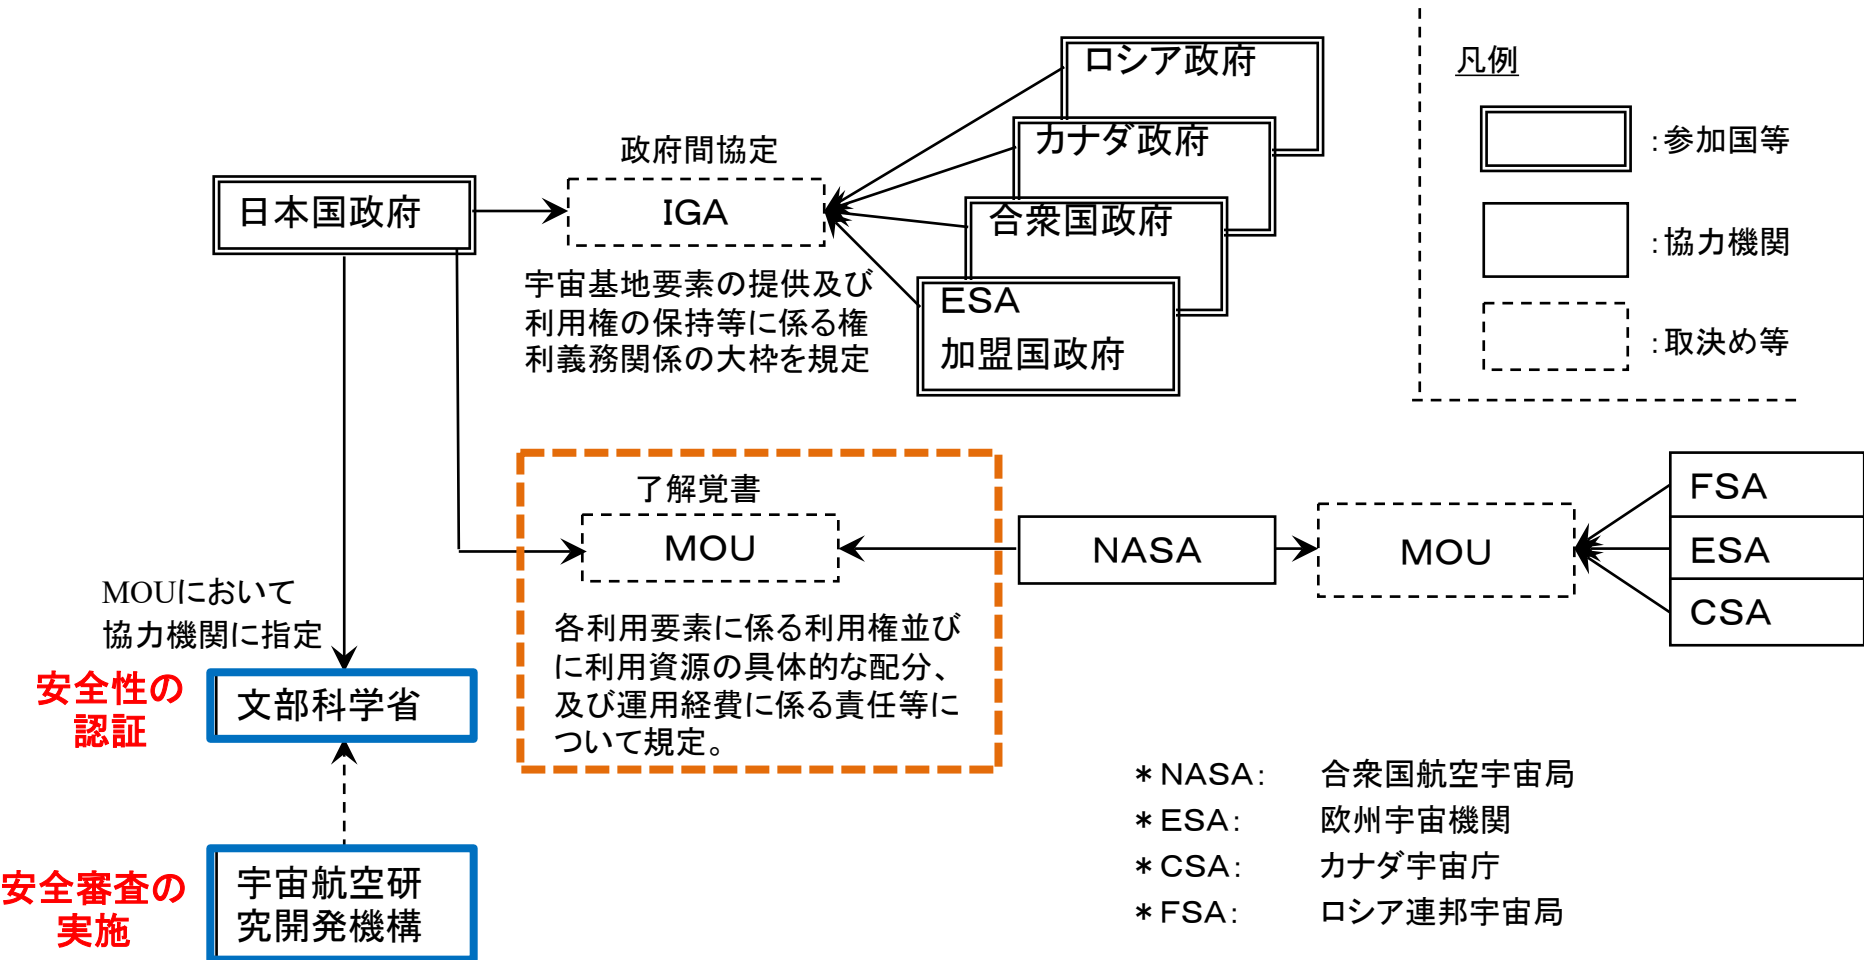 ロシア政府
カナダ政府
合衆国政府
ESA
加盟国政府
政府間協定
IGA
日本国政府
宇宙基地要素の提供及び
利用権の保持等に係る権
利義務関係の大枠を規定
凡例
:参加国等
:協力機関
:取決め等
了解覚書
MOU
各利用要素に係る利用権並び
に利用資源の具体的な配分、
及び運用経費に係る責任等に
ついて規定。
NASA
MOU
FSA
ESA
CSA
MOUにおいて
協力機関に指定
安全性の
認証
文部科学省
安全審査の
実施
宇宙航空研
究開発機構
*NASA: 合衆国航空宇宙局
*ESA: 欧州宇宙機関
*CSA: カナダ宇宙庁
*FSA: ロシア連邦宇宙局